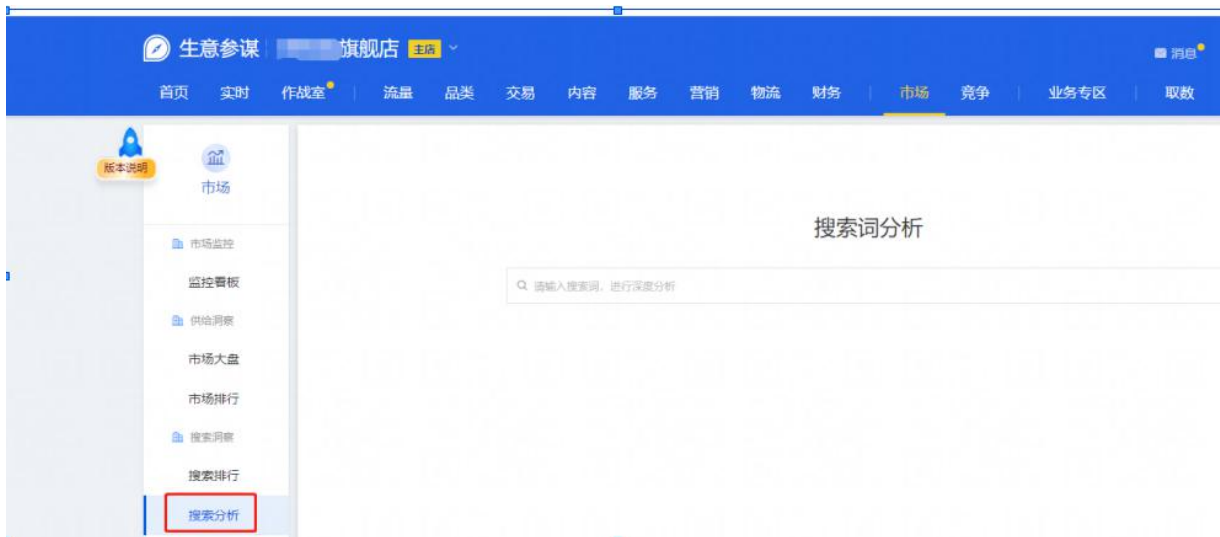 生意参谋 旗舰店 主店
消息
首页 实时 作战室 流量 品类 交易 内容 服务 营销 物流 财务 市场 竞争 业务专区 取数
版本说明
市场
搜索词分析
市场监控
监控看板
请输入搜索词，进行深度分析
供给洞察
市场大盘
市场排行
搜索洞察
搜索排行
搜索分析